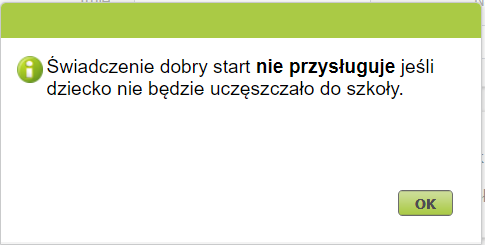 Świadczenie dobry start nie przysługuje jeśli
dziecko nie będzie uczęszczało do szkoły.
OK